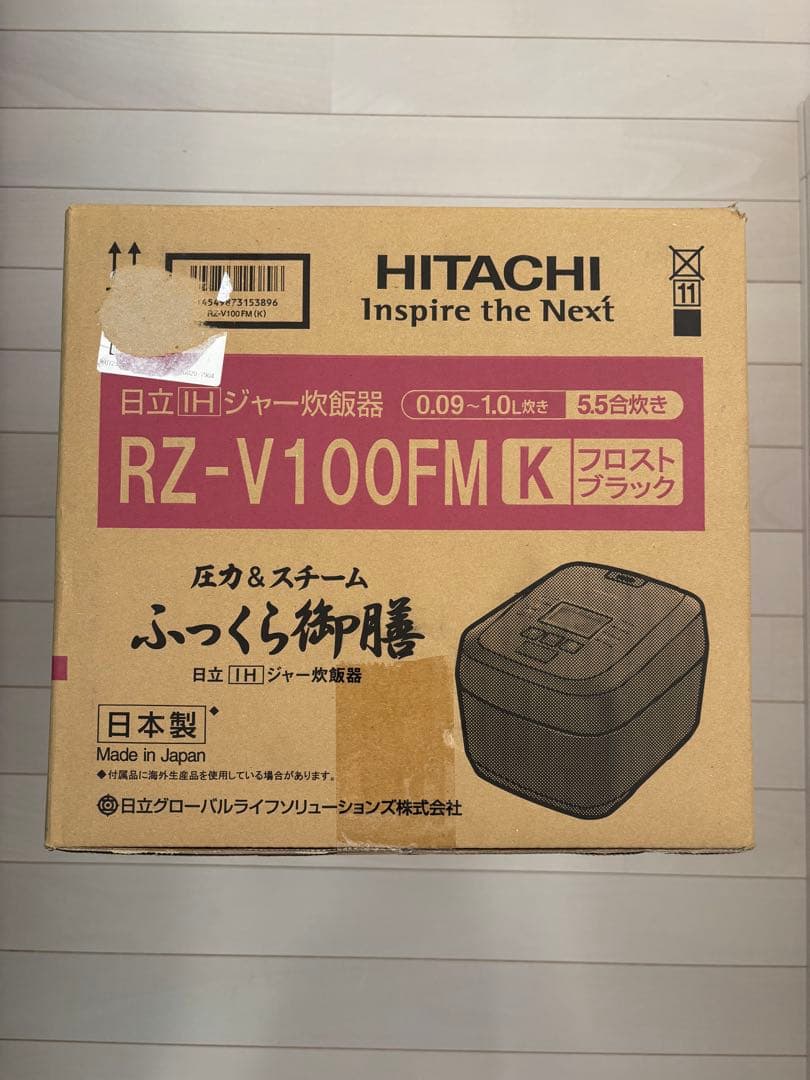 4549873153896
RZ-V100FM(K)
HITACHI
Inspire the Next
11
日立IHジャー炊飯器
0.09～1.0L炊き 5.5合炊き
RZ-V100FM K フロスト
ブラック
圧力&スチーム
ふっくら御膳
日立IHジャー炊飯器
日本製◆
Made in Japan
◆付属品に海外生産品を使用している場合があります。
日立グローバルライフソリューションズ株式会社